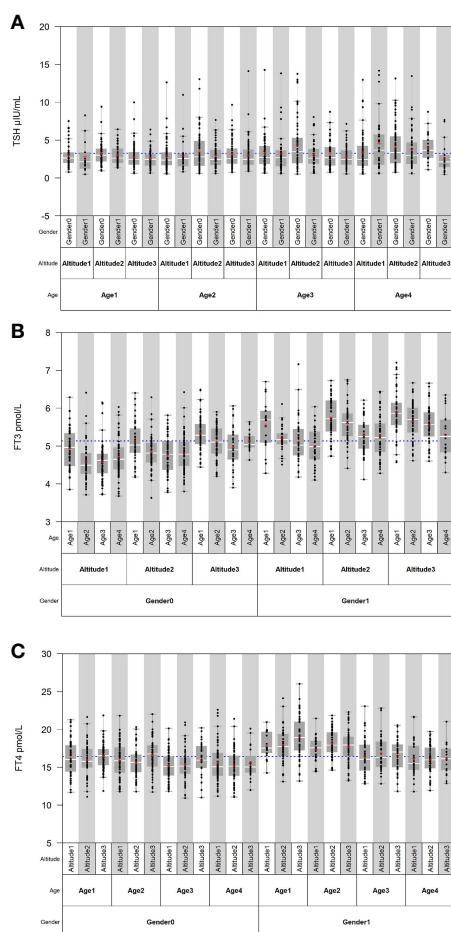 A
TSH µIU/mL
20
15
10
5
0
-5
Gender
Gender0 Gender1 Gender0 Gender1 Gender0 Gender1 Gender0 Gender1 Gender0 Gender1 Gender0 Gender1 Gender0 Gender1 Gender0 Gender1 Gender0 Gender1 Gender0 Gender1 Gender0 Gender1 Gender0 Gender1
Altitude Altitude1 Altitude2 Altitude3 Altitude1 Altitude2 Altitude3 Altitude1 Altitude2 Altitude3 Altitude1 Altitude2 Altitude3
Age Age1 Age2 Age3 Age4
B
FT3 pmol/L
8
7
6
5
4
3
Age Age1 Age2 Age3 Age4 Age1 Age2 Age3 Age4 Age1 Age2 Age3 Age4 Age1 Age2 Age3 Age4 Age1 Age2 Age3 Age4 Age1 Age2 Age3 Age4
Altitude Altitude1 Altitude2 Altitude3 Altitude1 Altitude2 Altitude3
Gender Gender0 Gender1
C
FT4 pmol/L
30
25
20
15
10
5
Altitude Altitude1 Altitude2 Altitude3 Altitude1 Altitude2 Altitude3 Altitude1 Altitude2 Altitude3 Altitude1 Altitude2 Altitude3 Altitude1 Altitude2 Altitude3 Altitude1 Altitude2 Altitude3 Altitude1 Altitude2 Altitude3 Altitude1 Altitude2 Altitude3
Age Age1 Age2 Age3 Age4 Age1 Age2 Age3 Age4
Gender Gender0 Gender1